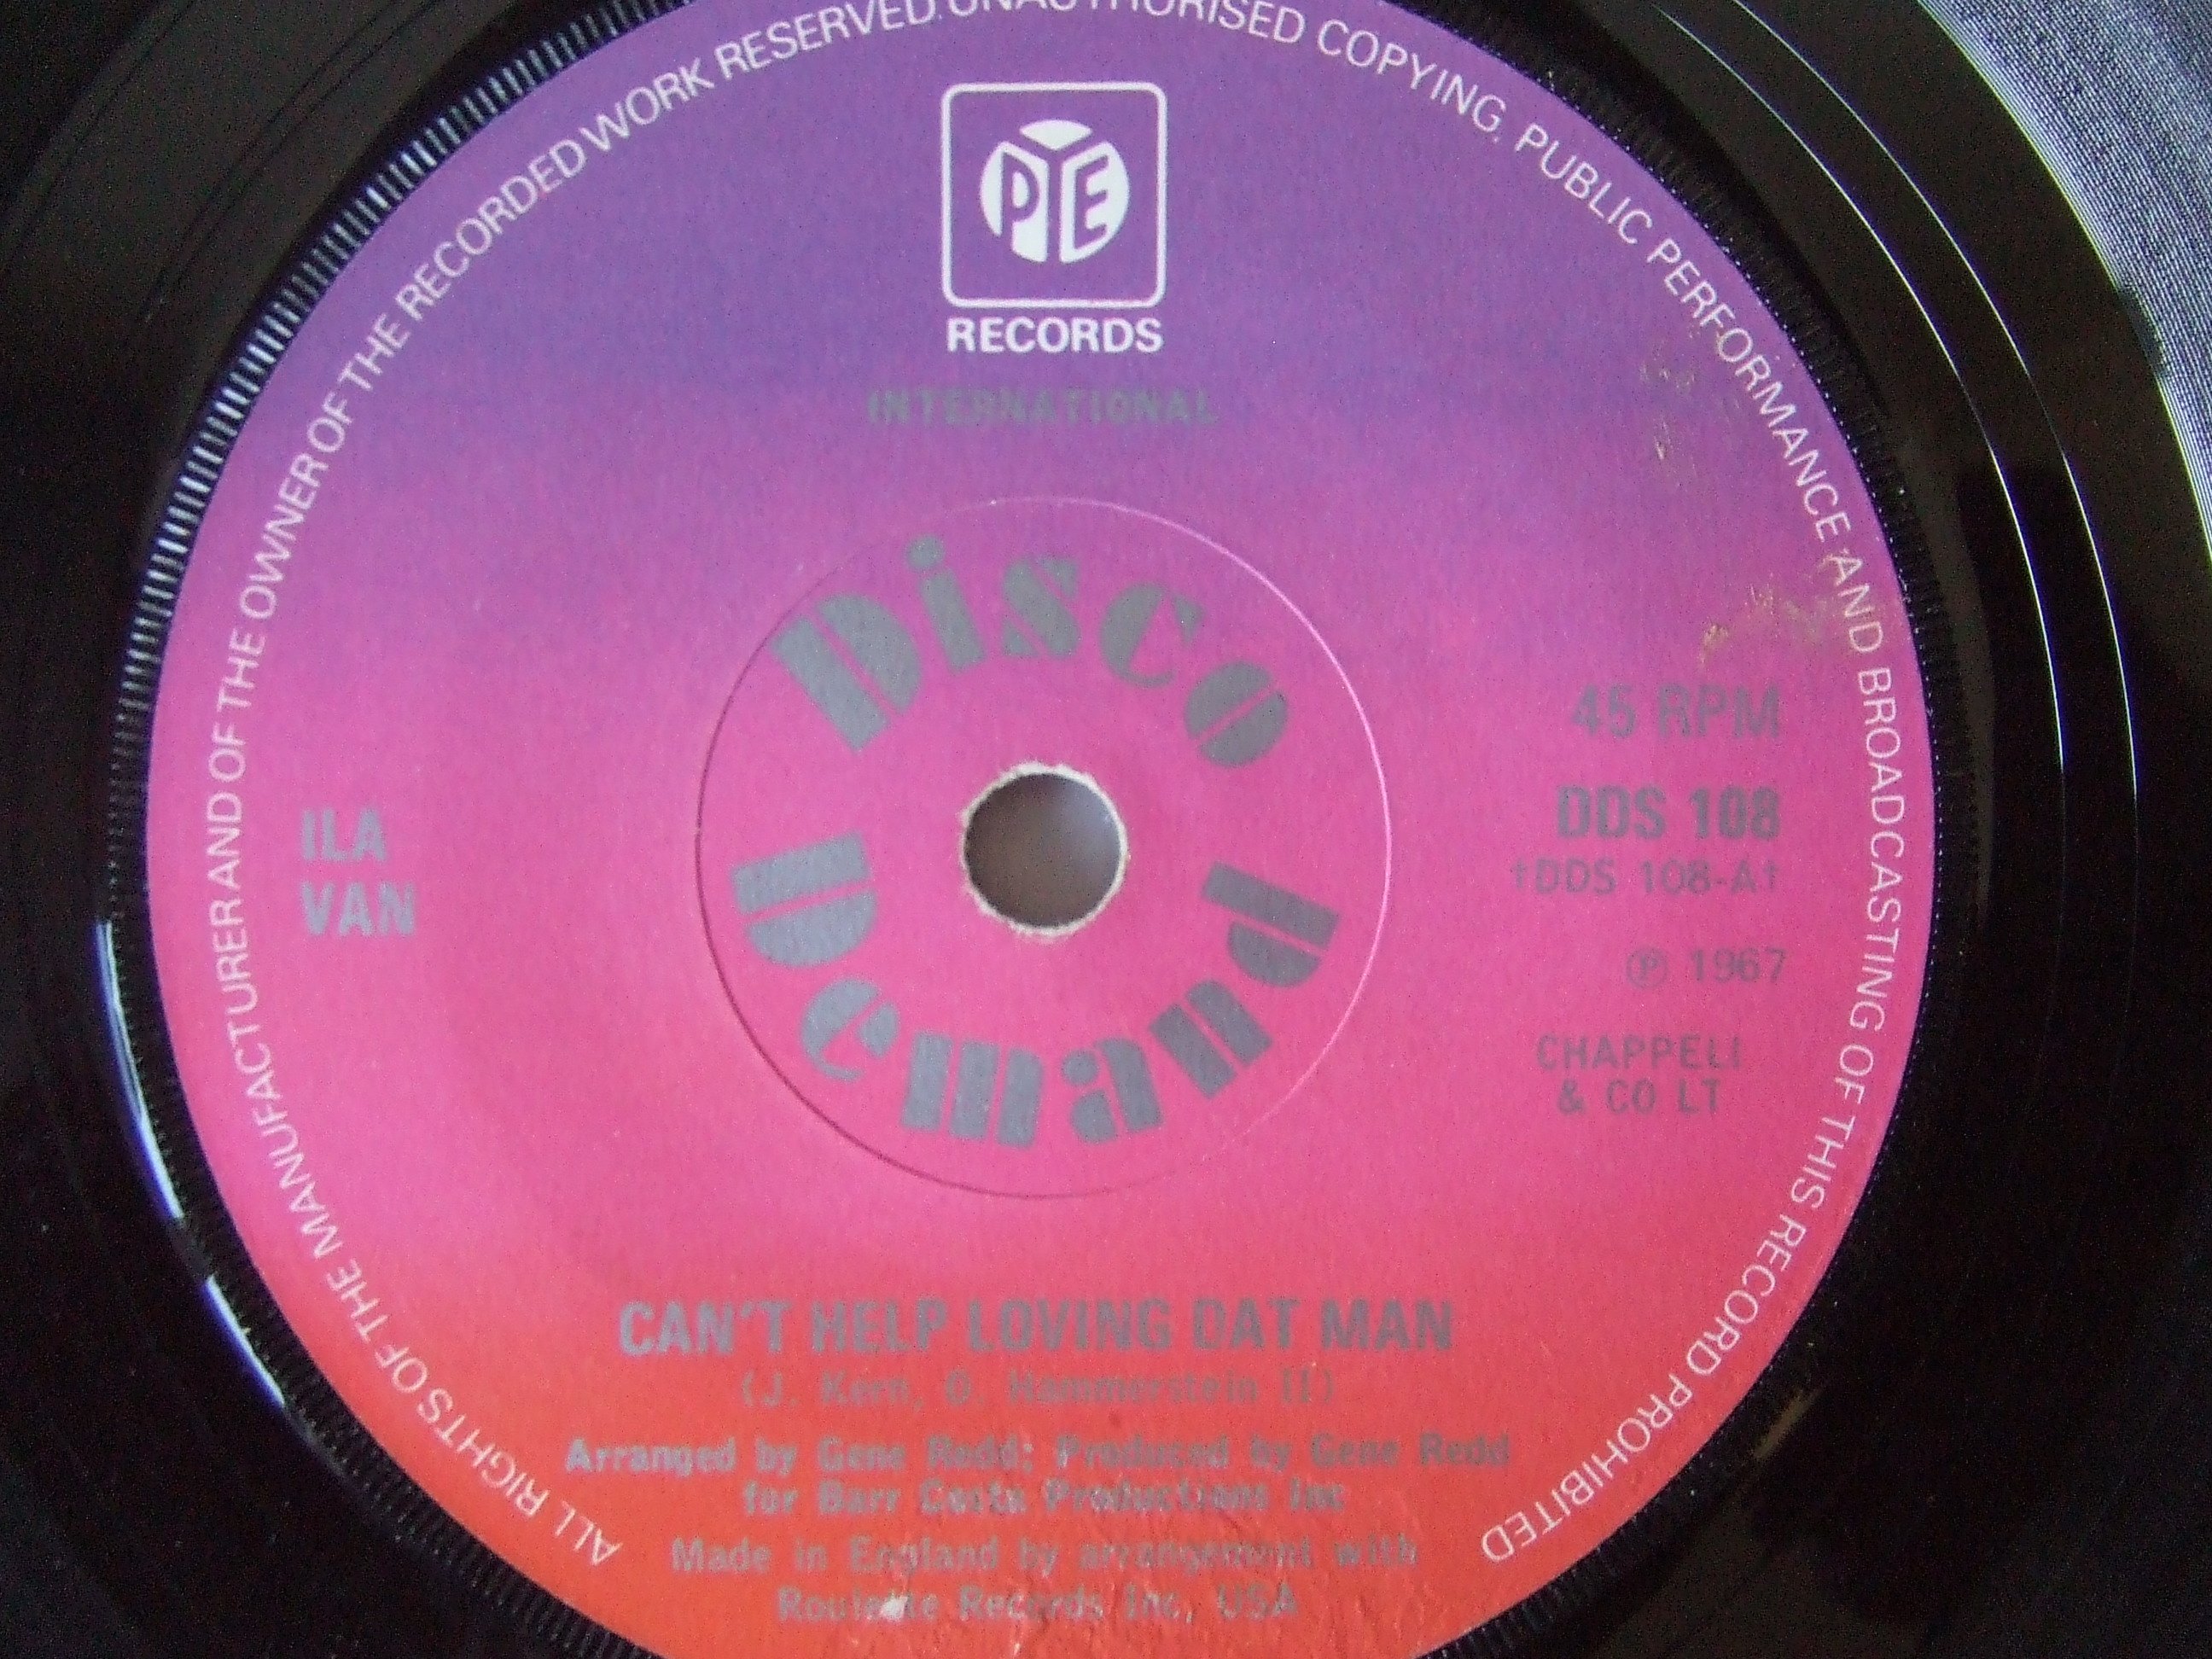 ALL RIGHTS OF THE MANUFACTURER AND OF THE OWNER OF THE RECORDED WORK RESERVED. UNAUTHORISED COPYING, PUBLIC PERFORMANCE AND BROADCASTING OF THIS RECORD PROHIBITED
PYE
RECORDS
INTERNATIONAL
Disco
Demand
45 RPM
DDS 108
†DDS 108-A†
℗ 1967
CHAPPELL
& CO LT
ILA
VAN
CAN'T HELP LOVING DAT MAN
(J. Kern, O. Hammerstein II)
Arranged by Gene Redd; Produced by Gene Redd
for Barr Costa Productions Inc
Made in England by arrangement with
Roulette Records Inc, USA